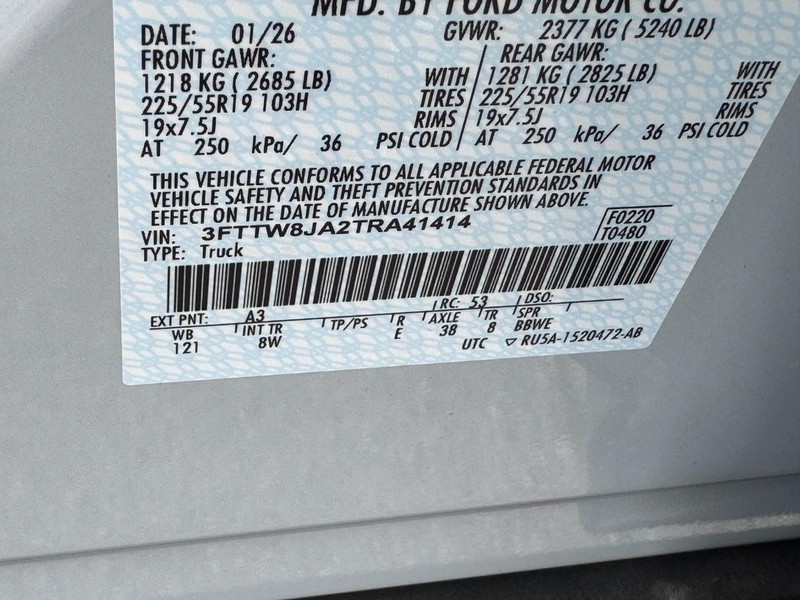 MFD. BY FORD MOTOR CO.
DATE: 01/26 GVWR: 2377 KG ( 5240 LB)
FRONT GAWR: REAR GAWR:
1218 KG ( 2685 LB) WITH 1281 KG ( 2825 LB) WITH
225/55R19 103H TIRES 225/55R19 103H TIRES
19x7.5J RIMS 19x7.5J RIMS
AT 250 kPa/ 36 PSI COLD AT 250 kPa/ 36 PSI COLD
THIS VEHICLE CONFORMS TO ALL APPLICABLE FEDERAL MOTOR
VEHICLE SAFETY AND THEFT PREVENTION STANDARDS IN
EFFECT ON THE DATE OF MANUFACTURE SHOWN ABOVE.
VIN: 3FTTW8JA2TRA41414 F0220
TYPE: Truck T0480
EXT PNT: A3 RC: 53 DSO:
WB INT TR TP/PS R AXLE TR SPR
121 8W E 38 8 BBWE
UTC ▽ RU5A-1520472-AB